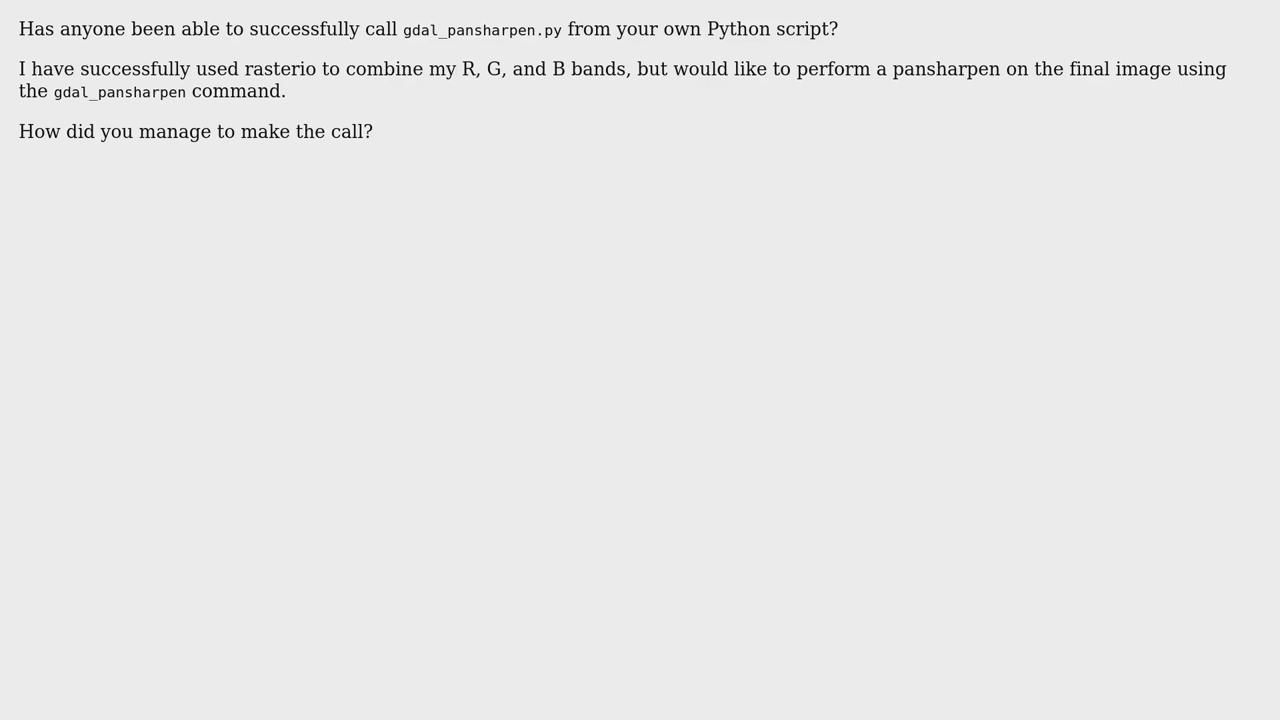 Has anyone been able to successfully call gdal_pansharpen.py from your own Python script?
I have successfully used rasterio to combine my R, G, and B bands, but would like to perform a pansharpen on the final image using
the gdal_pansharpen command.
How did you manage to make the call?